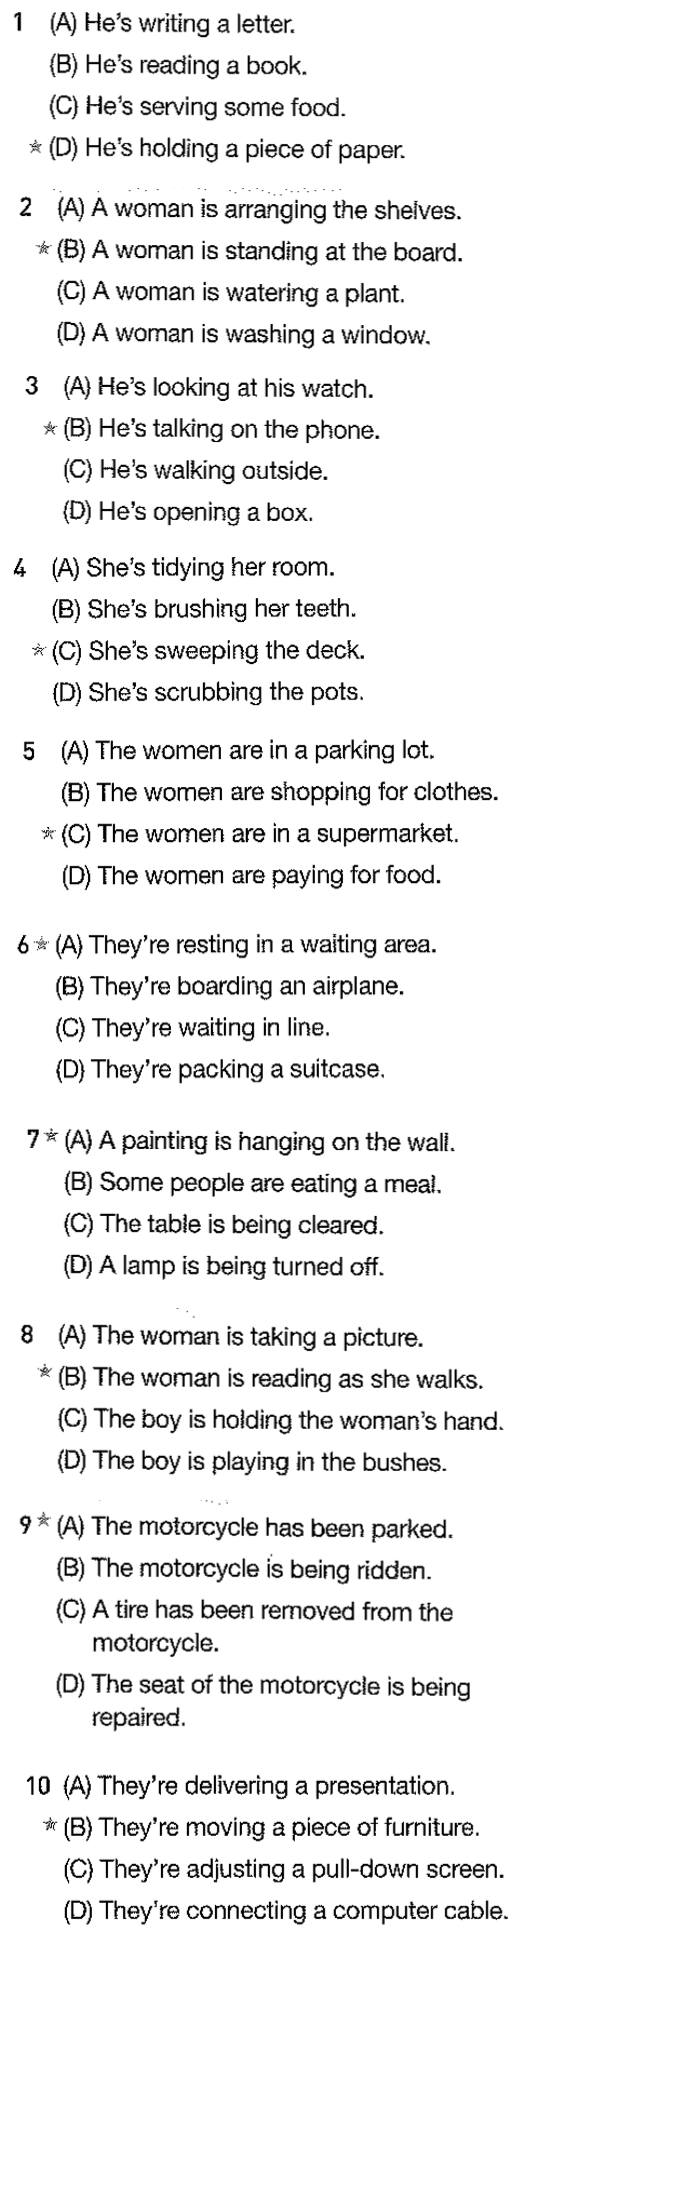 1 (A) He's writing a letter.
(B) He's reading a book.
(C) He's serving some food.
★ (D) He's holding a piece of paper.
2 (A) A woman is arranging the shelves.
★ (B) A woman is standing at the board.
(C) A woman is watering a plant.
(D) A woman is washing a window.
3 (A) He's looking at his watch.
★ (B) He's talking on the phone.
(C) He's walking outside.
(D) He's opening a box.
4 (A) She's tidying her room.
(B) She's brushing her teeth.
★ (C) She's sweeping the deck.
(D) She's scrubbing the pots.
5 (A) The women are in a parking lot.
(B) The women are shopping for clothes.
★ (C) The women are in a supermarket.
(D) The women are paying for food.
6 ★ (A) They're resting in a waiting area.
(B) They're boarding an airplane.
(C) They're waiting in line.
(D) They're packing a suitcase.
7 ★ (A) A painting is hanging on the wall.
(B) Some people are eating a meal.
(C) The table is being cleared.
(D) A lamp is being turned off.
8 (A) The woman is taking a picture.
★ (B) The woman is reading as she walks.
(C) The boy is holding the woman's hand.
(D) The boy is playing in the bushes.
9 ★ (A) The motorcycle has been parked.
(B) The motorcycle is being ridden.
(C) A tire has been removed from the
motorcycle.
(D) The seat of the motorcycle is being
repaired.
10 (A) They're delivering a presentation.
★ (B) They're moving a piece of furniture.
(C) They're adjusting a pull-down screen.
(D) They're connecting a computer cable.